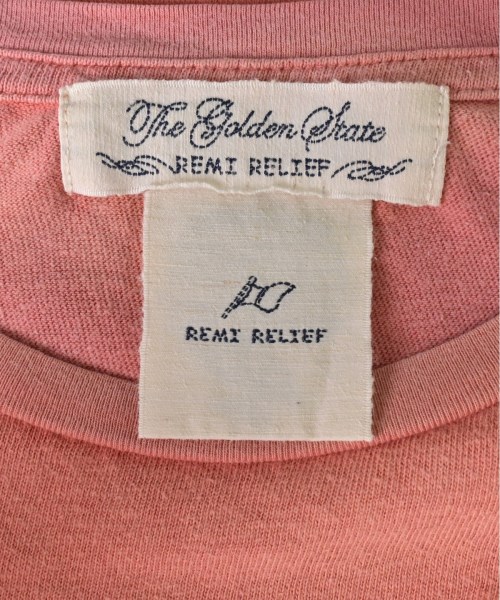 The Golden State
REMI RELIEF
REMI RELIEF